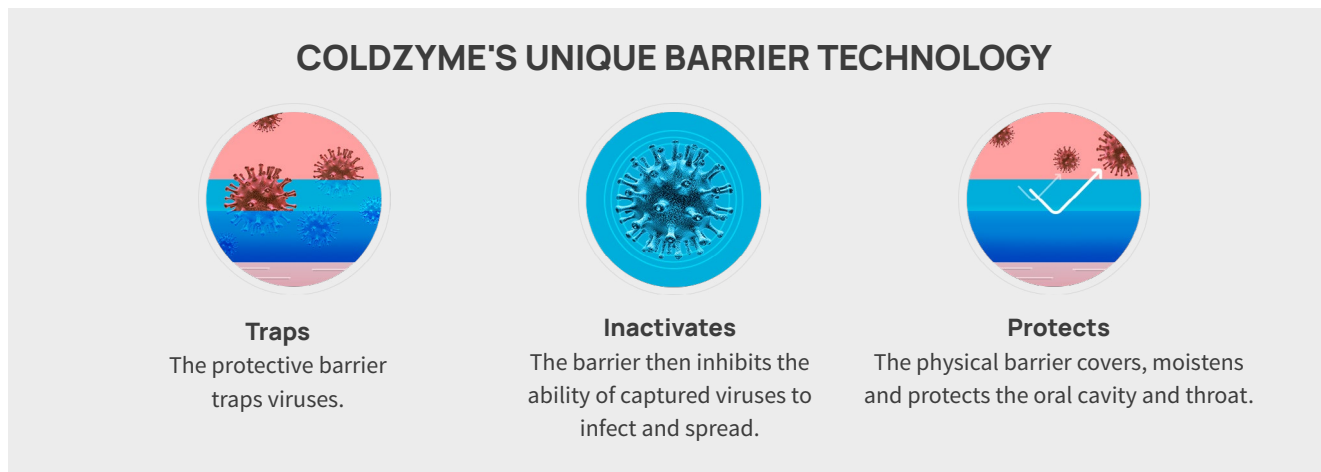 COLDZYME'S UNIQUE BARRIER TECHNOLOGY
Traps
The protective barrier
traps viruses.
Inactivates
The barrier then inhibits the
ability of captured viruses to
infect and spread.
Protects
The physical barrier covers, moistens
and protects the oral cavity and throat.